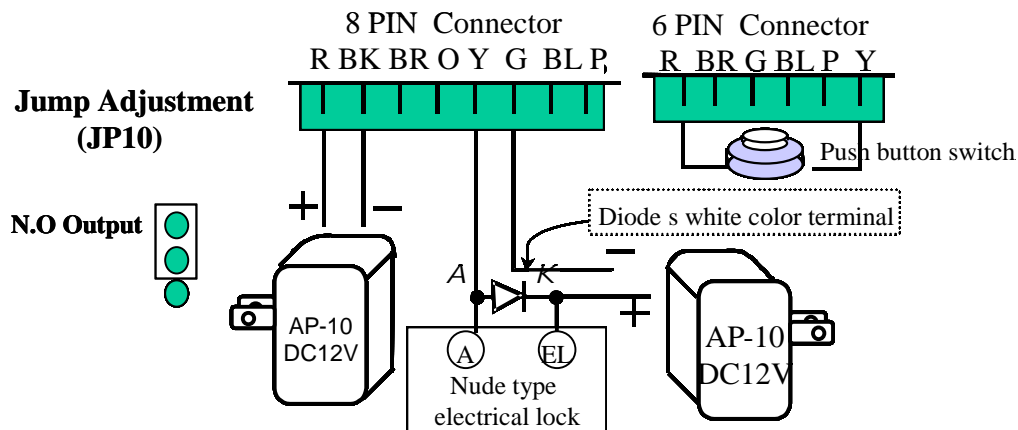 8 PIN Connector
R BK BR O Y G BL P
6 PIN Connector
R BR G BL P Y
Jump Adjustment
(JP10)
Push button switch
N.O Output
+ −
Diode s white color terminal
−
A K
+
AP-10
DC12V
A EL
Nude type
electrical lock
AP-10
DC12V